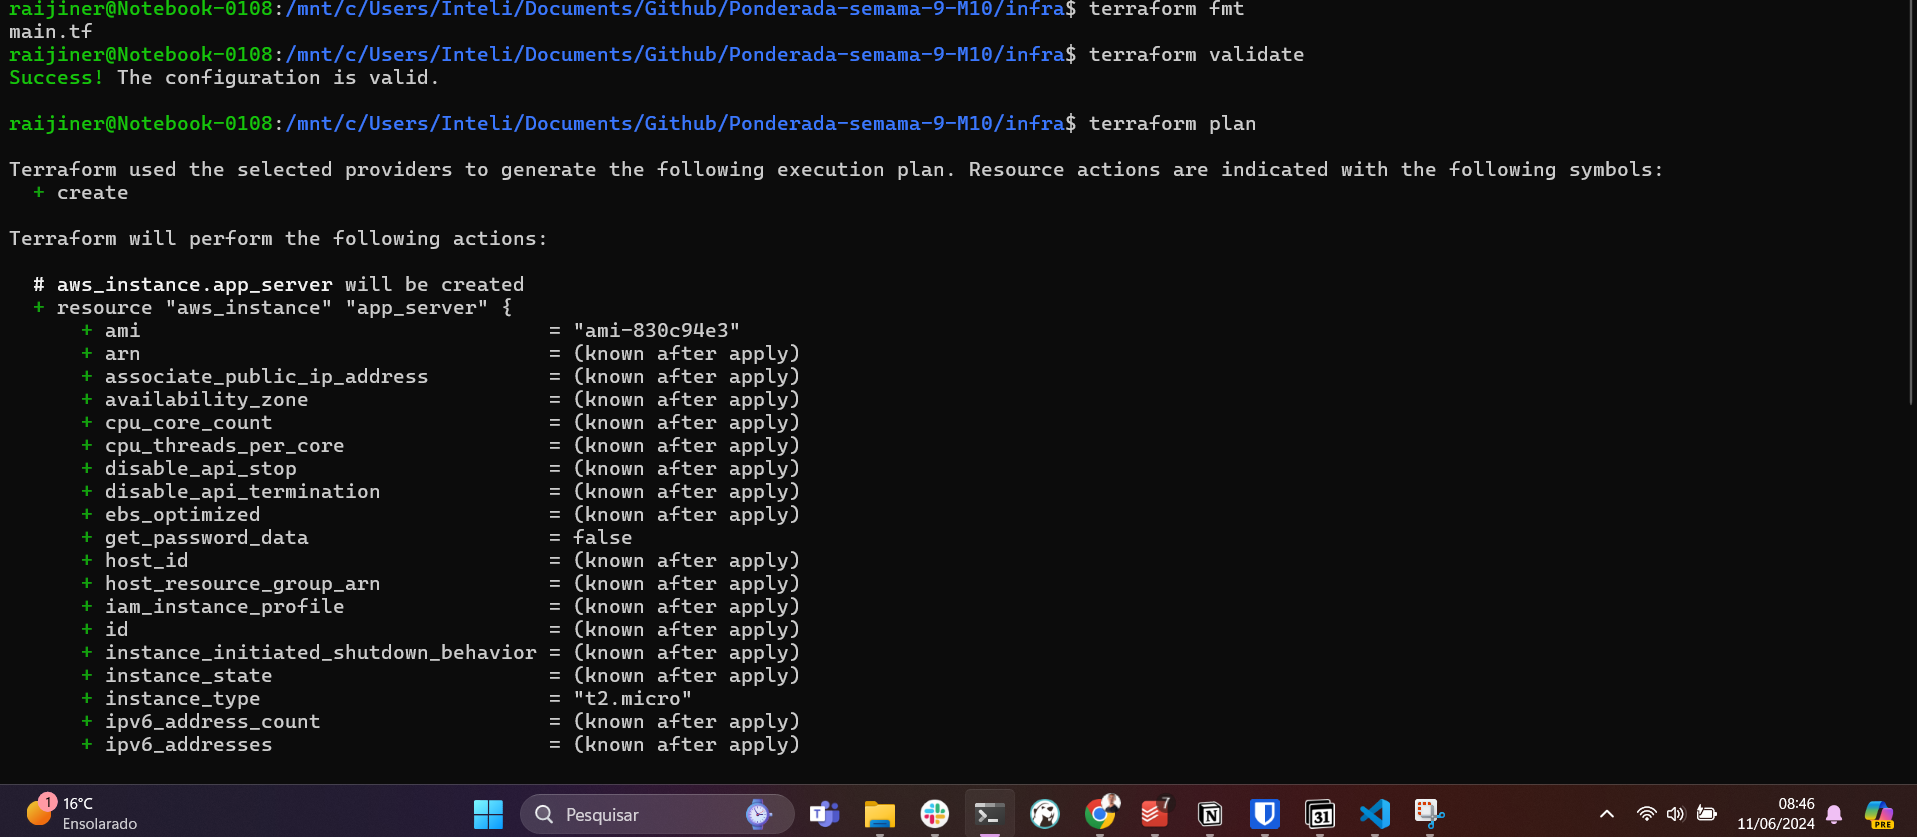 raijiner@Notebook-0108:/mnt/c/Users/Inteli/Documents/Github/Ponderada-semama-9-M10/infra$ terraform fmt
main.tf
raijiner@Notebook-0108:/mnt/c/Users/Inteli/Documents/Github/Ponderada-semama-9-M10/infra$ terraform validate
Success! The configuration is valid.
raijiner@Notebook-0108:/mnt/c/Users/Inteli/Documents/Github/Ponderada-semama-9-M10/infra$ terraform plan
Terraform used the selected providers to generate the following execution plan. Resource actions are indicated with the following symbols:
+ create
Terraform will perform the following actions:
# aws_instance.app_server will be created
+ resource "aws_instance" "app_server" {
+ ami = "ami-830c94e3"
+ arn = (known after apply)
+ associate_public_ip_address = (known after apply)
+ availability_zone = (known after apply)
+ cpu_core_count = (known after apply)
+ cpu_threads_per_core = (known after apply)
+ disable_api_stop = (known after apply)
+ disable_api_termination = (known after apply)
+ ebs_optimized = (known after apply)
+ get_password_data = false
+ host_id = (known after apply)
+ host_resource_group_arn = (known after apply)
+ iam_instance_profile = (known after apply)
+ id = (known after apply)
+ instance_initiated_shutdown_behavior = (known after apply)
+ instance_state = (known after apply)
+ instance_type = "t2.micro"
+ ipv6_address_count = (known after apply)
+ ipv6_addresses = (known after apply)
1
16°C
Ensolarado
Pesquisar
7
31
08:46
11/06/2024
PRE